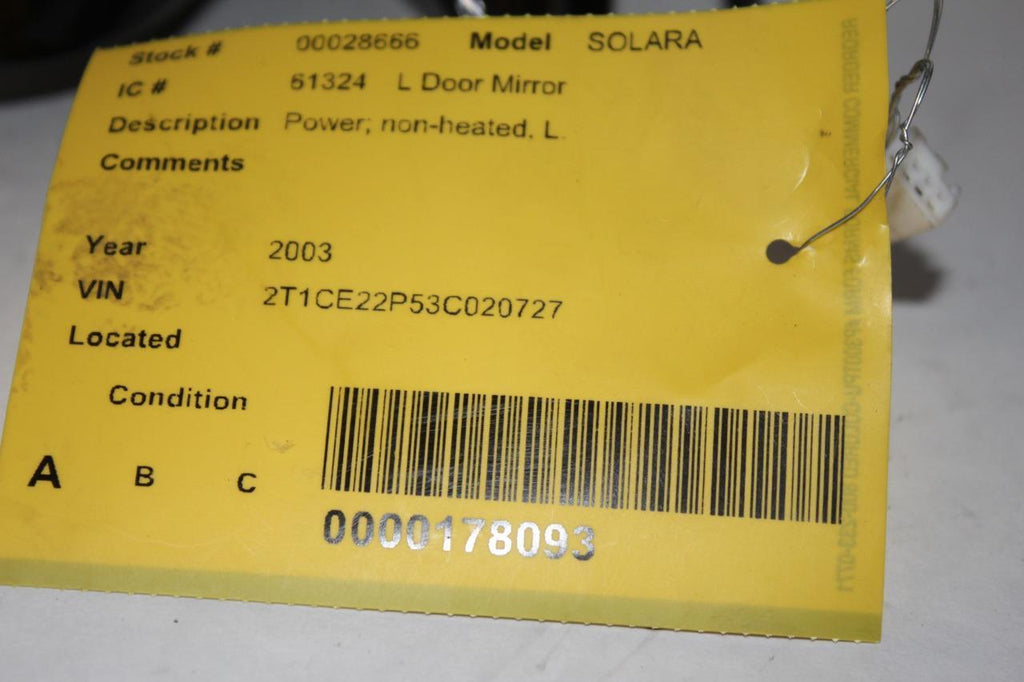 Stock # 00028666 Model SOLARA
IC # 61324 L Door Mirror
Description Power, non-heated, L.
Comments
Year 2003
VIN 2T1CE22P53C020727
Located
Condition
A B C
0000178093